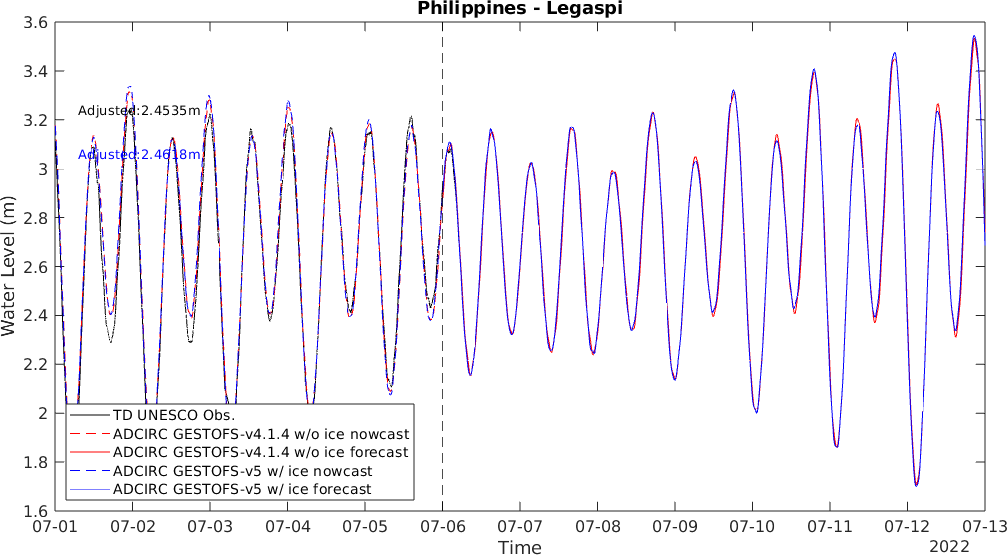 Philippines - Legaspi
3.6
3.4
3.2
3
2.8
2.6
2.4
2.2
2
1.8
1.6
Water Level (m)
Adjusted:2.4535m
Adjusted:2.4618m
TD UNESCO Obs.
ADCIRC GESTOFS-v4.1.4 w/o ice nowcast
ADCIRC GESTOFS-v4.1.4 w/o ice forecast
ADCIRC GESTOFS-v5 w/ ice nowcast
ADCIRC GESTOFS-v5 w/ ice forecast
07-01 07-02 07-03 07-04 07-05 07-06 07-07 07-08 07-09 07-10 07-11 07-12 07-13
Time
2022